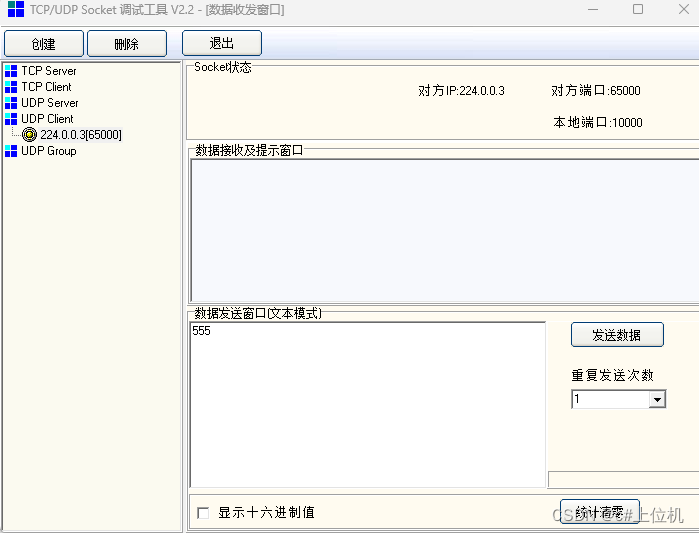 TCP/UDP Socket 调试工具 V2.2 - [数据收发窗口]
创建 删除 退出
TCP Server
TCP Client
UDP Server
UDP Client
224.0.0.3[65000]
UDP Group
Socket状态
对方IP:224.0.0.3 对方端口:65000
本地端口:10000
数据接收及提示窗口
数据发送窗口(文本模式)
555
发送数据
重复发送次数
1
显示十六进制值
统计清零
CSDN @C#上位机